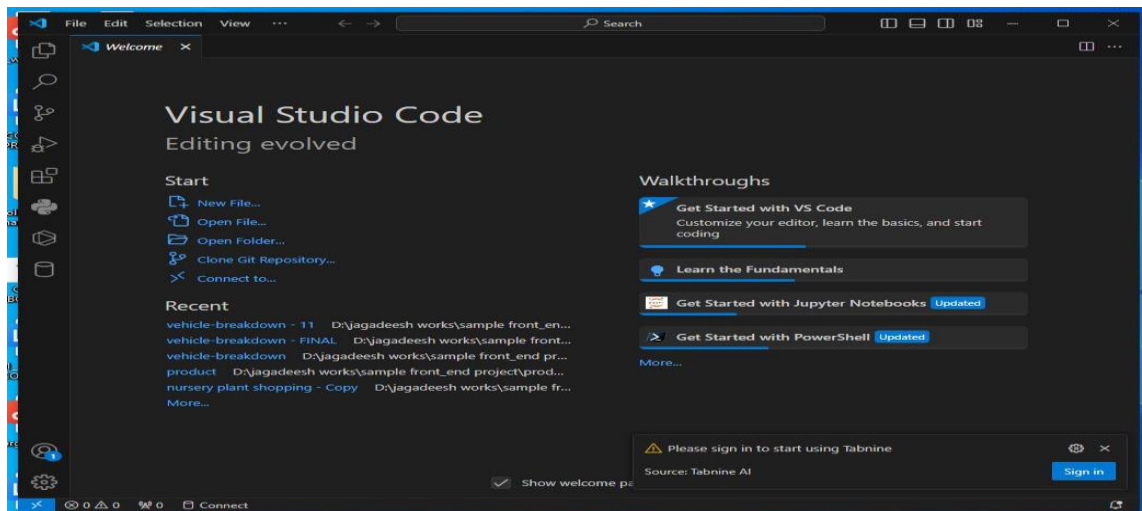 File Edit Selection View ··· Search
Welcome
Visual Studio Code
Editing evolved
Start
New File...
Open File...
Open Folder...
Clone Git Repository...
Connect to...
Recent
vehicle-breakdown - 11 D:\jagadeesh works\sample front_en...
vehicle-breakdown - FINAL D:\jagadeesh works\sample front...
vehicle-breakdown D:\jagadeesh works\sample front_end pr...
product D:\jagadeesh works\sample front_end project\prod...
nursery plant shopping - Copy D:\jagadeesh works\sample fr...
More...
Walkthroughs
Get Started with VS Code
Customize your editor, learn the basics, and start
coding
Learn the Fundamentals
Get Started with Jupyter Notebooks Updated
Get Started with PowerShell Updated
More...
Please sign in to start using Tabnine
Source: Tabnine AI
Sign in
Show welcome pa
1
0 0 0 Connect